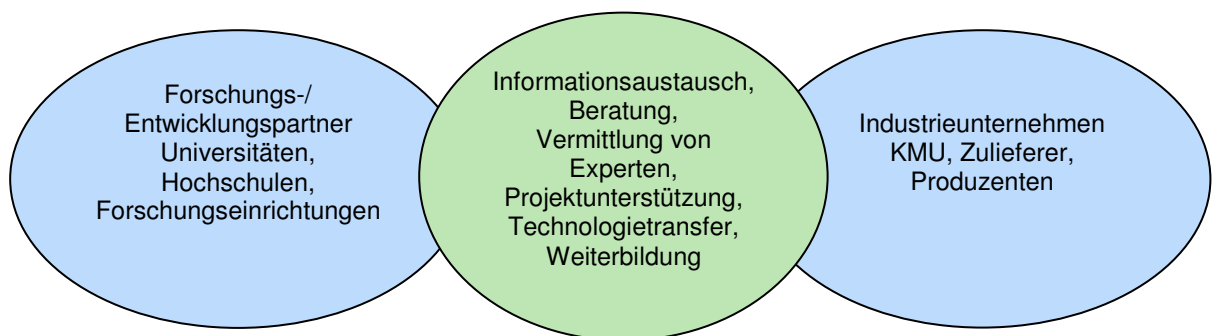 Forschungs-/
Entwicklungspartner
Universitäten,
Hochschulen,
Forschungseinrichtungen
Informationsaustausch,
Beratung,
Vermittlung von
Experten,
Projektunterstützung,
Technologietransfer,
Weiterbildung
Industrieunternehmen
KMU, Zulieferer,
Produzenten